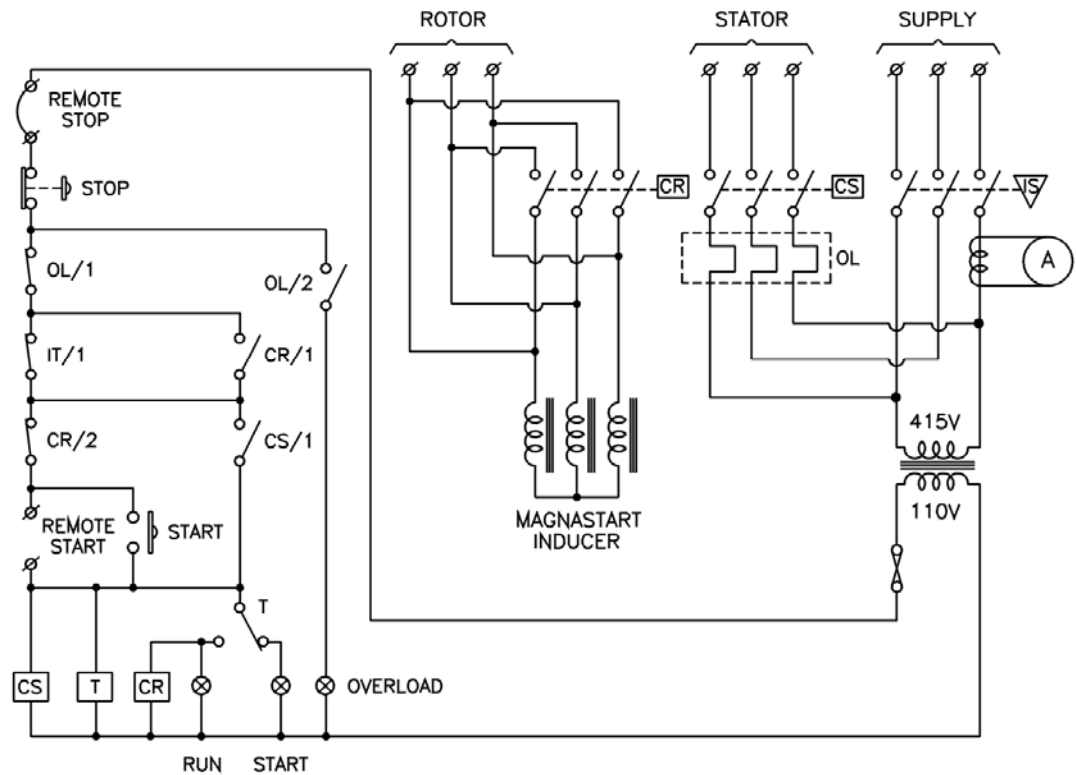 ROTOR
STATOR
SUPPLY
REMOTE
STOP
STOP
CR
CS
IS
OL/1
OL/2
OL
A
IT/1
CR/1
CR/2
CS/1
415V
110V
REMOTE
START
START
MAGNASTART
INDUCER
T
CS
T
CR
OVERLOAD
RUN
START